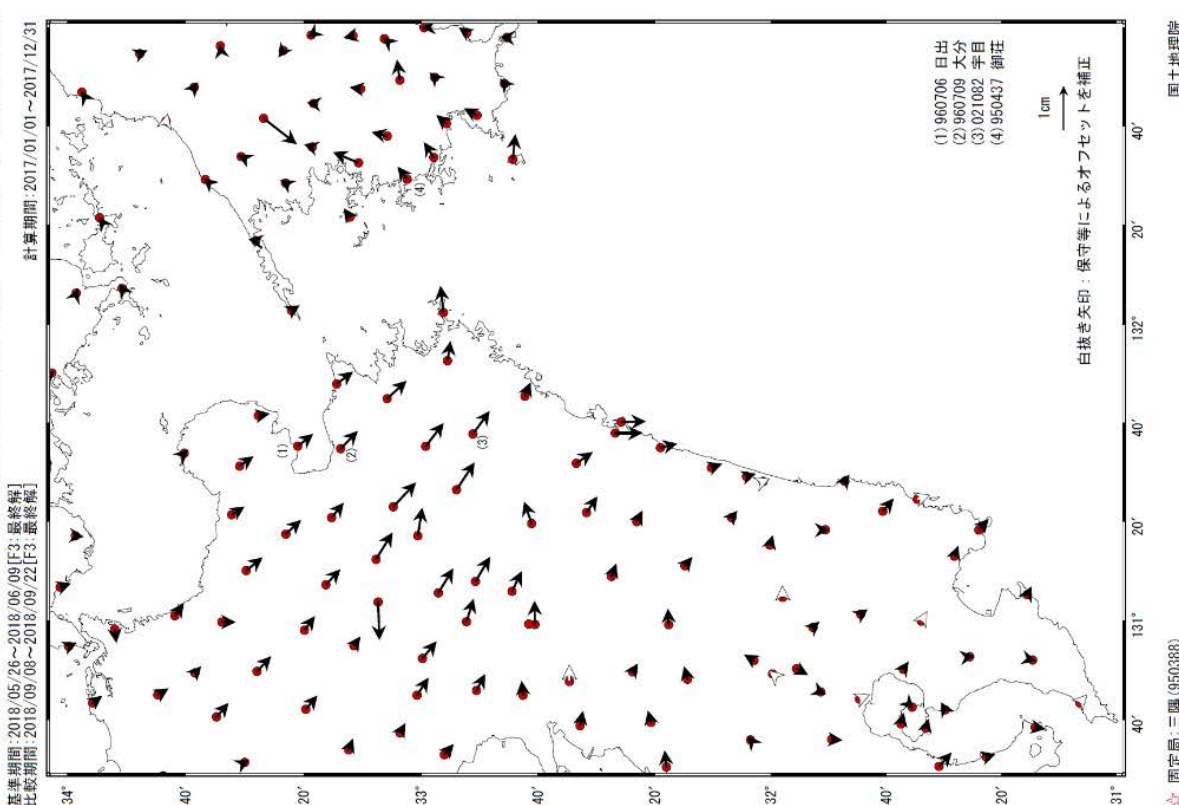 基準期間:2018/05/26～2018/06/09[F3:最終解]
比較期間:2018/09/08～2018/09/22[F3:最終解]
計算期間:2017/01/01～2017/12/31
34°
40′
20′
33°
40′
20′
32°
40′
20′
31°
40′
131°
20′
40′
132°
20′
40′
(1)
(2)
(3)
(4)
(1) 960706 日出
(2) 960709 大分
(3) 021082 宇目
(4) 950437 御荘
1cm
白抜き矢印:保守等によるオフセットを補正
☆ 固定局:三隅(950388)
国土地理院